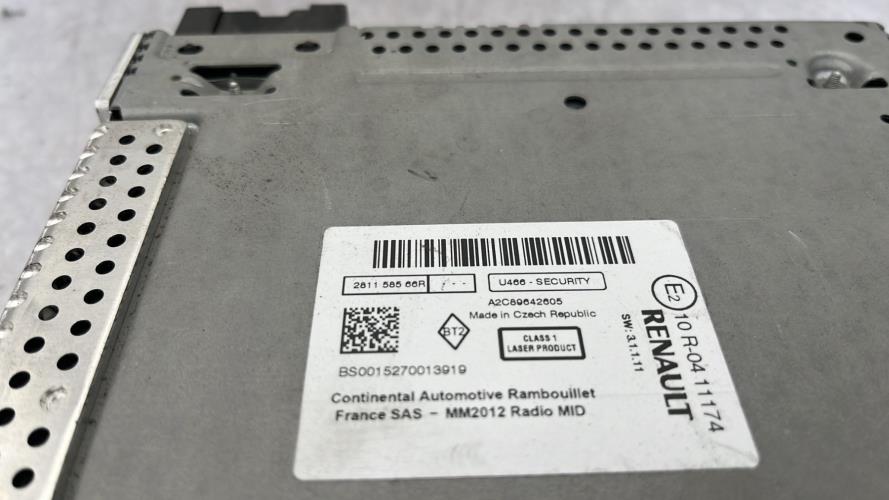 2811 585 66R - - -
U466 - SECURITY
A2C89642605
Made in Czech Republic
BT2
CLASS 1
LASER PRODUCT
BS0015270013919
Continental Automotive Rambouillet
France SAS - MM2012 Radio MID
E2 10 R-04 11174
RENAULT
SW: 3.1.1.11